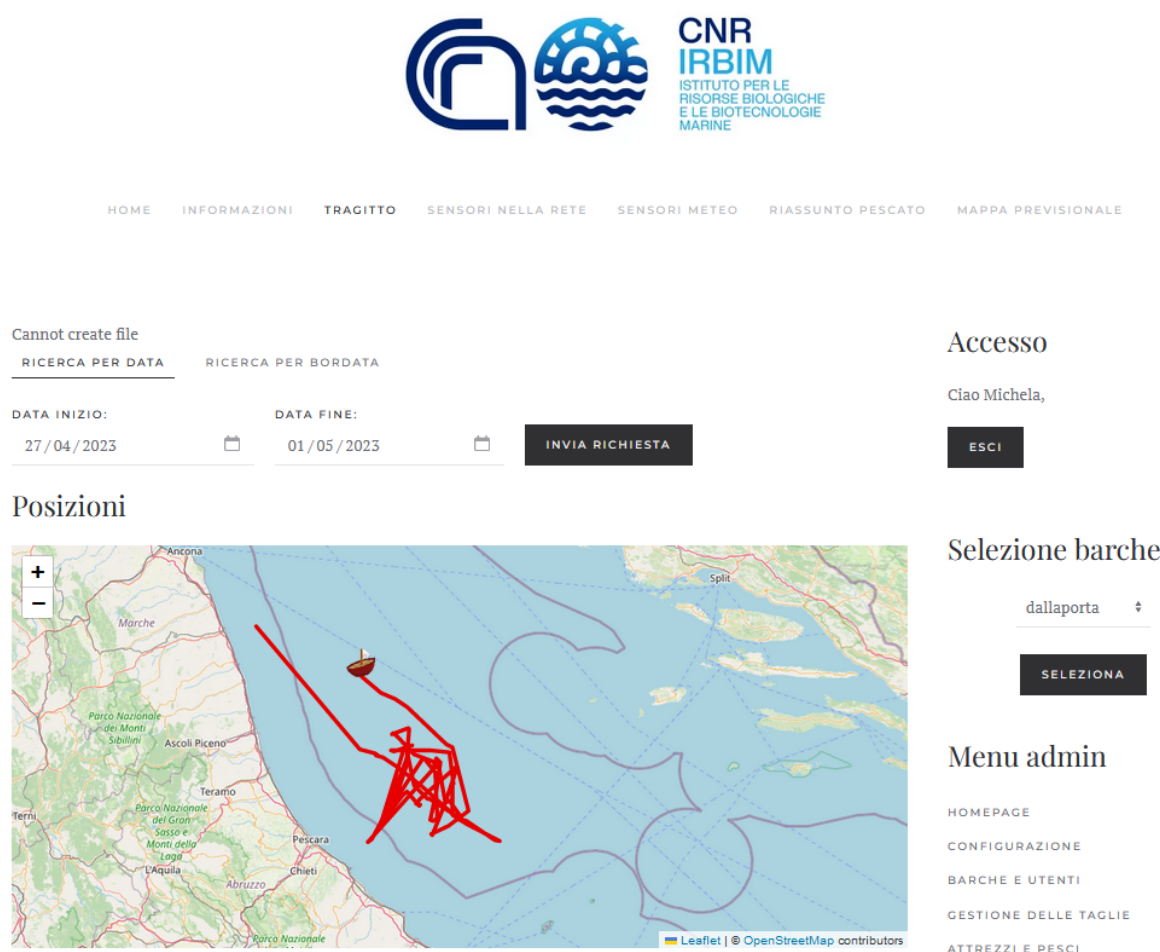 CNR
IRBIM
ISTITUTO PER LE
RISORSE BIOLOGICHE
E LE BIOTECNOLOGIE
MARINE
HOME INFORMAZIONI TRAGITTO SENSORI NELLA RETE SENSORI METEO RIASSUNTO PESCATO MAPPA PREVISIONALE
Cannot create file
RICERCA PER DATA RICERCA PER BORDATA
DATA INIZIO: DATA FINE:
27/04/2023 01/05/2023 INVIA RICHIESTA
Posizioni
+
−
Ancona
Split
Marche
Parco Nazionale
dei Monti
Sibillini
Ascoli Piceno
Teramo
Terni
Parco Nazionale
del Gran
Sasso e
Monti della
Laga
Pescara
L'Aquila
Chieti
Abruzzo
Parco Nazionale
Leaflet | © OpenStreetMap contributors
Accesso
Ciao Michela,
ESCI
Selezione barche
dallaporta
SELEZIONA
Menu admin
HOMEPAGE
CONFIGURAZIONE
BARCHE E UTENTI
GESTIONE DELLE TAGLIE
ATTREZZI E PESCI